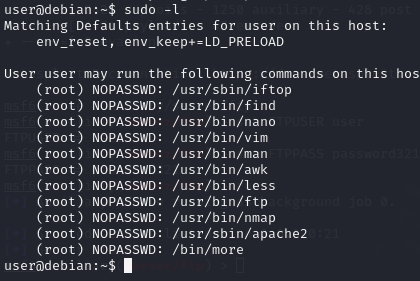 user@debian:~$ sudo -l
Matching Defaults entries for user on this host:
    env_reset, env_keep+=LD_PRELOAD

User user may run the following commands on this hos
    (root) NOPASSWD: /usr/sbin/iftop
    (root) NOPASSWD: /usr/bin/find
    (root) NOPASSWD: /usr/bin/nano
    (root) NOPASSWD: /usr/bin/vim
    (root) NOPASSWD: /usr/bin/man
    (root) NOPASSWD: /usr/bin/awk
    (root) NOPASSWD: /usr/bin/less
    (root) NOPASSWD: /usr/bin/ftp
    (root) NOPASSWD: /usr/bin/nmap
    (root) NOPASSWD: /usr/sbin/apache2
    (root) NOPASSWD: /bin/more
user@debian:~$